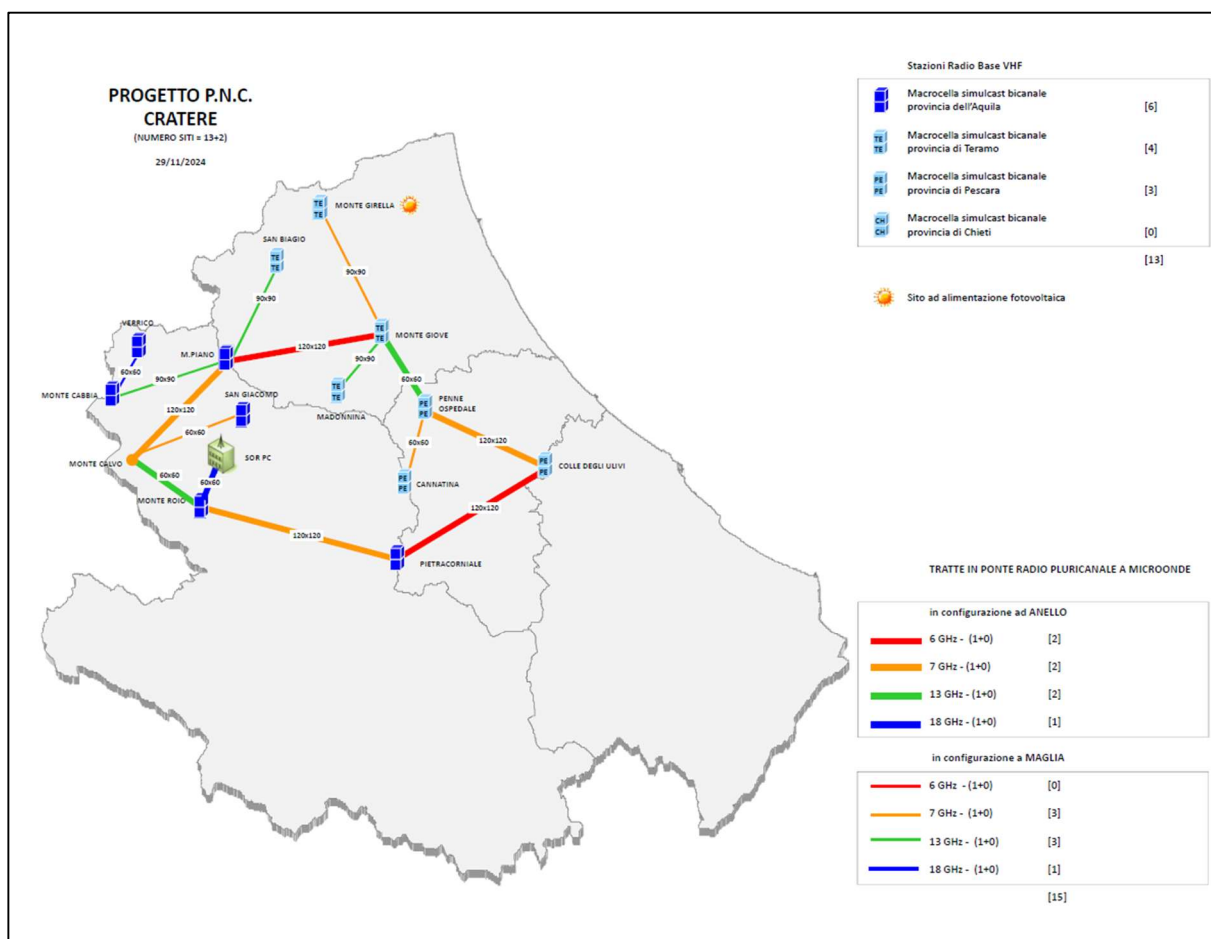 PROGETTO P.N.C.
CRATERE
(NUMERO SITI = 13+2)
29/11/2024
Stazioni Radio Base VHF
Macrocella simulcast bicanale
provincia dell'Aquila [6]
TE
TE
Macrocella simulcast bicanale
provincia di Teramo [4]
PE
PE
Macrocella simulcast bicanale
provincia di Pescara [3]
CH
CH
Macrocella simulcast bicanale
provincia di Chieti [0]
[13]
Sito ad alimentazione fotovoltaica
TE
TE
MONTE GIRELLA
SAN BIAGIO
TE
TE
90x90
90x90
VERRICO
TE
TE
MONTE GIOVE
M.PIANO
120x120
90x90
60x60
90x90
60x60
MONTE CABBIA
TE
TE
MADONNINA
SAN GIACOMO
PE
PE
PENNE
OSPEDALE
120x120
60x60
60x60
120x120
SOR PC
MONTE CALVO
PE
PE
COLLE DEGLI ULIVI
60x60
60x60
PE
PE
CANNATINA
MONTE ROIO
120x120
120x120
PIETRACORNIALE
TRATTE IN PONTE RADIO PLURICANALE A MICROONDE
in configurazione ad ANELLO
6 GHz - (1+0) [2]
7 GHz - (1+0) [2]
13 GHz - (1+0) [2]
18 GHz - (1+0) [1]
in configurazione a MAGLIA
6 GHz - (1+0) [0]
7 GHz - (1+0) [3]
13 GHz - (1+0) [3]
18 GHz - (1+0) [1]
[15]